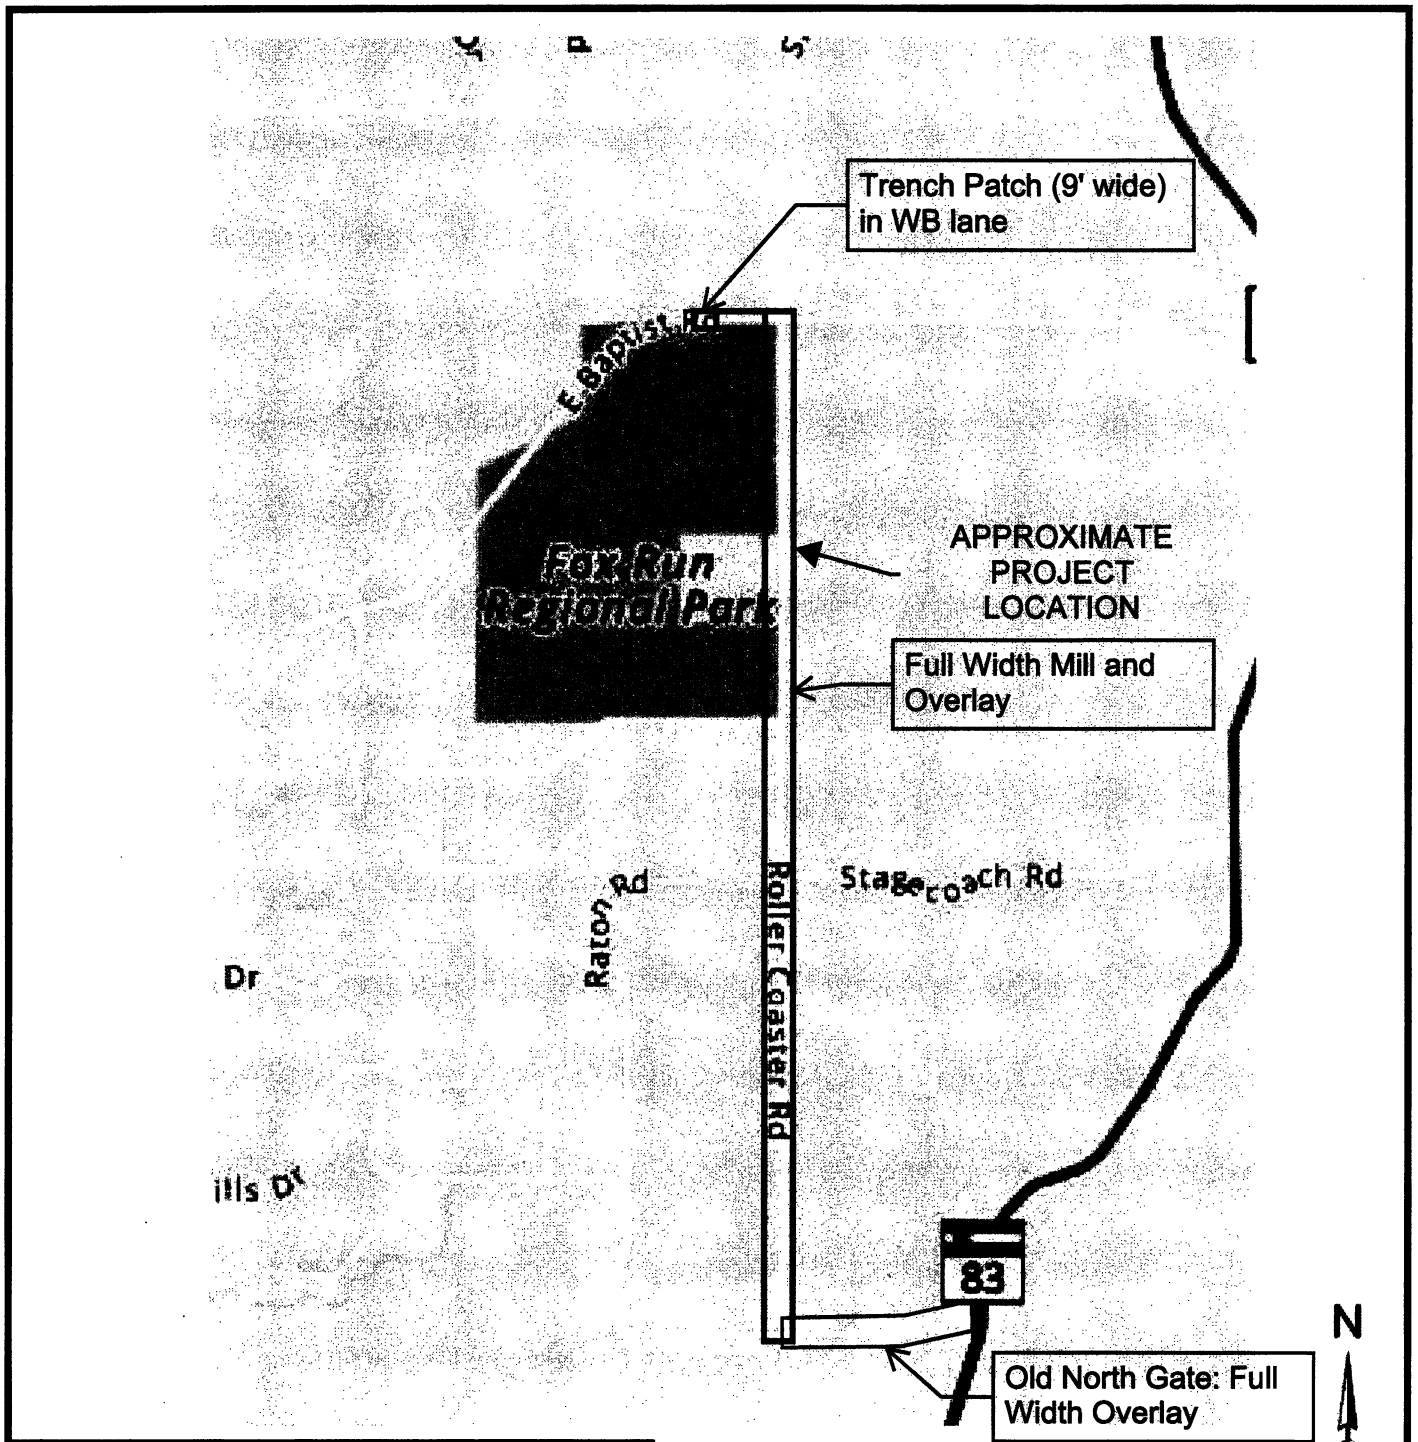 Trench Patch (9' wide)
in WB lane
E Baptist Rd
Fox Run
Regional Park
APPROXIMATE
PROJECT
LOCATION
Full Width Mill and
Overlay
Stagecoach Rd
Raton Rd
Roller Coaster Rd
Dr
ills Dr
83
N
Old North Gate: Full
Width Overlay